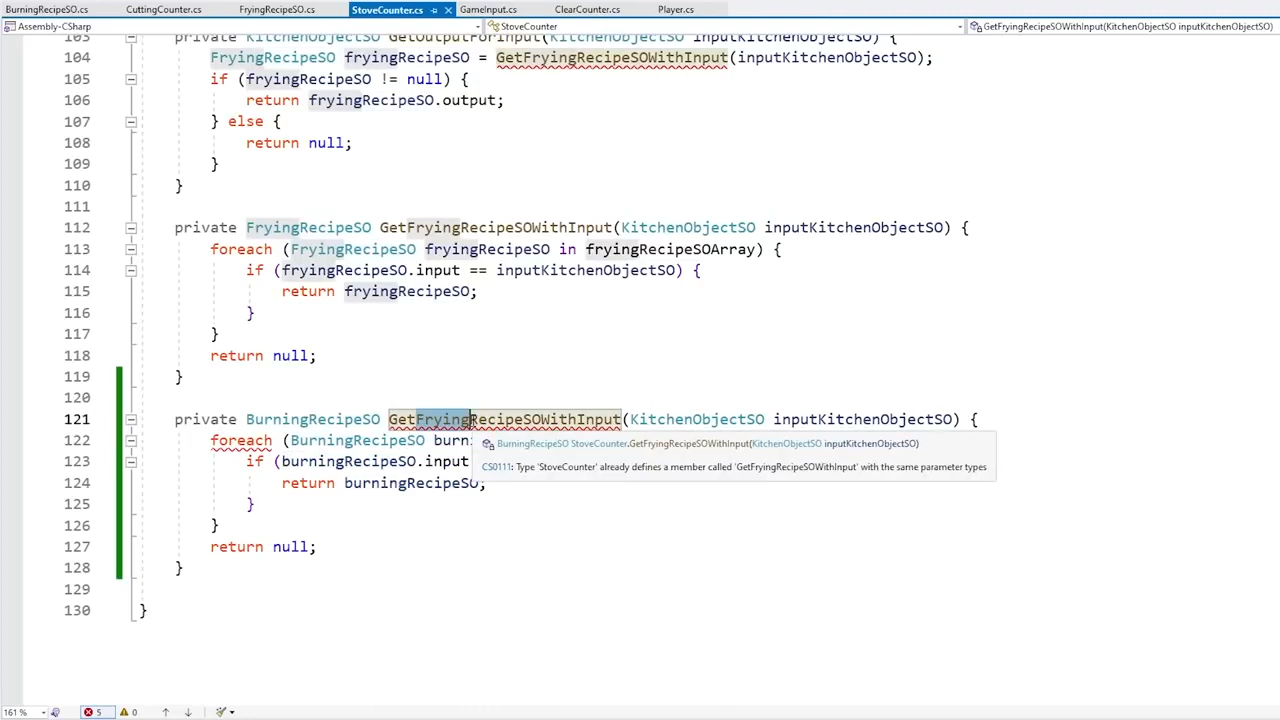 BurningRecipeSO.cs CuttingCounter.cs FryingRecipeSO.cs StoveCounter.cs GameInput.cs ClearCounter.cs Player.cs
Assembly-CSharp StoveCounter GetFryingRecipeSOWithInput(KitchenObjectSO inputKitchenObjectSO)
103 private KitchenObjectSO GetOutputForInput(KitchenObjectSO inputKitchenObjectSO) {
104 FryingRecipeSO fryingRecipeSO = GetFryingRecipeSOWithInput(inputKitchenObjectSO);
105 if (fryingRecipeSO != null) {
106 return fryingRecipeSO.output;
107 } else {
108 return null;
109 }
110 }
111
112 private FryingRecipeSO GetFryingRecipeSOWithInput(KitchenObjectSO inputKitchenObjectSO) {
113 foreach (FryingRecipeSO fryingRecipeSO in fryingRecipeSOArray) {
114 if (fryingRecipeSO.input == inputKitchenObjectSO) {
115 return fryingRecipeSO;
116 }
117 }
118 return null;
119 }
120
121 private BurningRecipeSO GetFryingRecipeSOWithInput(KitchenObjectSO inputKitchenObjectSO) {
122 foreach (BurningRecipeSO burni
BurningRecipeSO StoveCounter.GetFryingRecipeSOWithInput(KitchenObjectSO inputKitchenObjectSO)
123 if (burningRecipeSO.input
CS0111: Type 'StoveCounter' already defines a member called 'GetFryingRecipeSOWithInput' with the same parameter types
124 return burningRecipeSO;
125 }
126 }
127 return null;
128 }
129
130 }
161 % 5 0